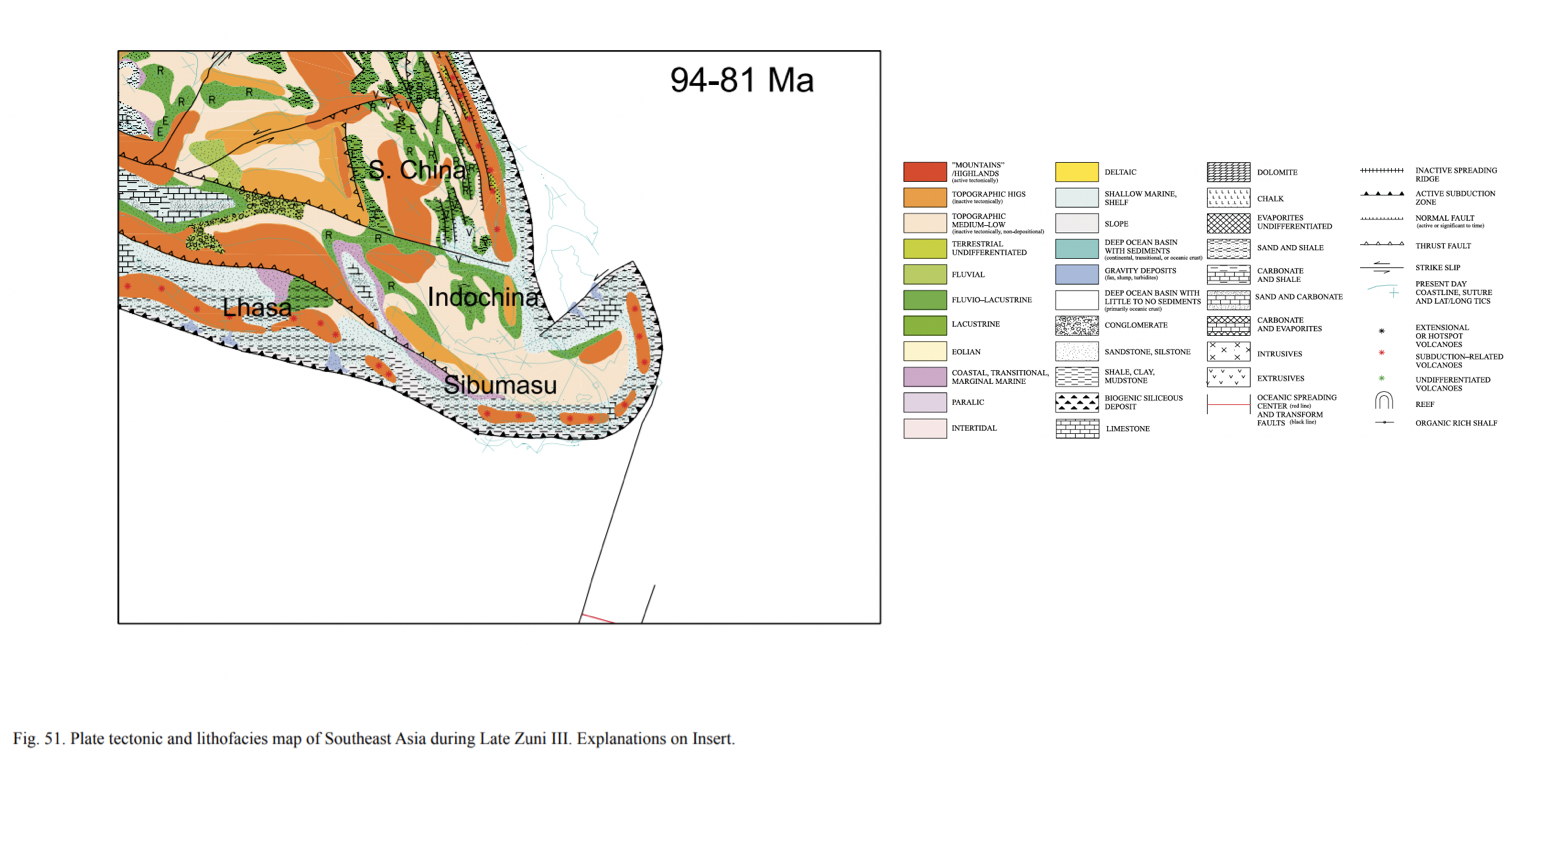 94-81 Ma
S. China
Indochina
Lhasa
Sibumasu
R
R
R
R
E
E
R
R
R
V
V
"MOUNTAINS"
/HIGHLANDS
(active tectonically)
TOPOGRAPHIC HIGS
(inactive tectonically)
TOPOGRAPHIC
MEDIUM–LOW
(inactive tectonically, non-depositional)
TERRESTRIAL
UNDIFFERENTIATED
FLUVIAL
FLUVIO–LACUSTRINE
LACUSTRINE
EOLIAN
COASTAL, TRANSITIONAL,
MARGINAL MARINE
PARALIC
INTERTIDAL
DELTAIC
SHALLOW MARINE,
SHELF
SLOPE
DEEP OCEAN BASIN
WITH SEDIMENTS
(continental, transitional, or oceanic crust)
GRAVITY DEPOSITS
(fan, slump, turbidites)
DEEP OCEAN BASIN WITH
LITTLE TO NO SEDIMENTS
(primarily oceanic crust)
CONGLOMERATE
SANDSTONE, SILSTONE
SHALE, CLAY,
MUDSTONE
BIOGENIC SILICEOUS
DEPOSIT
LIMESTONE
DOLOMITE
CHALK
EVAPORITES
UNDIFFERENTIATED
SAND AND SHALE
CARBONATE
AND SHALE
SAND AND CARBONATE
CARBONATE
AND EVAPORITES
INTRUSIVES
EXTRUSIVES
OCEANIC SPREADING
CENTER (red line)
AND TRANSFORM
FAULTS (black line)
INACTIVE SPREADING
RIDGE
ACTIVE SUBDUCTION
ZONE
NORMAL FAULT
(active or significant to time)
THRUST FAULT
STRIKE SLIP
PRESENT DAY
COASTLINE, SUTURE
AND LAT/LONG TICS
EXTENSIONAL
OR HOTSPOT
VOLCANOES
SUBDUCTION–RELATED
VOLCANOES
UNDIFFERENTIATED
VOLCANOES
REEF
ORGANIC RICH SHALF
Fig. 51. Plate tectonic and lithofacies map of Southeast Asia during Late Zuni III. Explanations on Insert.